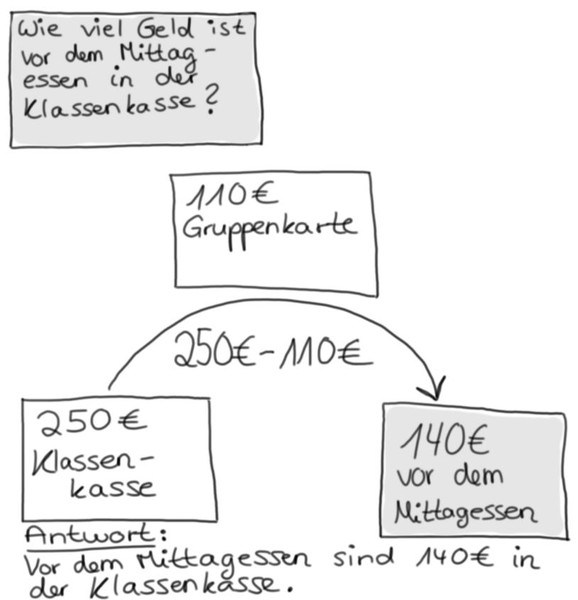 Wie viel Geld ist
vor dem Mittag-
essen in der
Klassenkasse?
110€
Gruppenkarte
250€-110€
250€
Klassen-
kasse
140€
vor dem
Mittagessen
Antwort:
Vor dem Mittagessen sind 140€ in
der Klassenkasse.